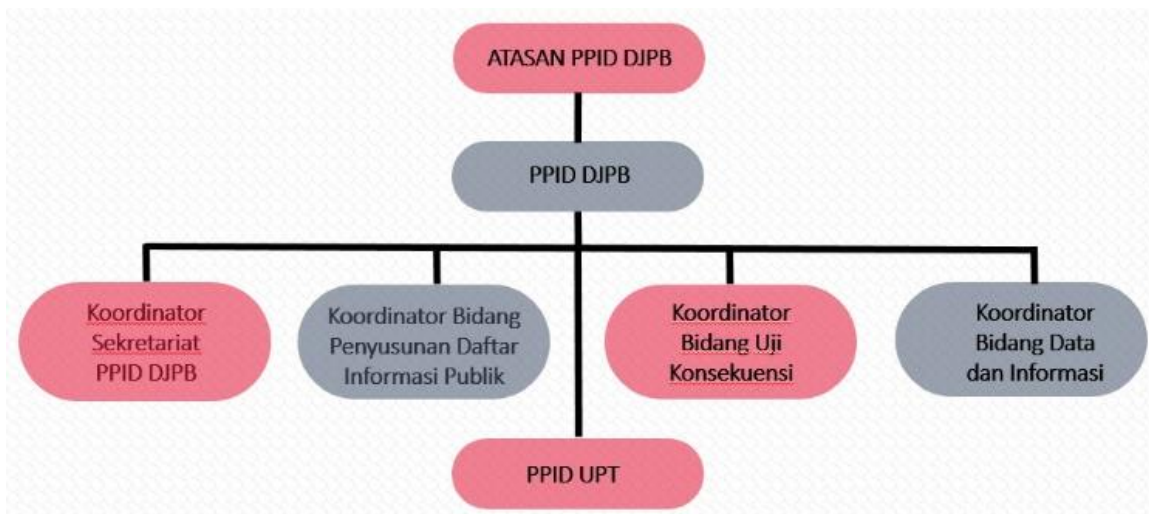 ATASAN PPID DJPB
PPID DJPB
Koordinator
Sekretariat
PPID DJPB
Koordinator Bidang
Penyusunan Daftar
Informasi Publik
Koordinator
Bidang Uji
Konsekuensi
Koordinator
Bidang Data
dan Informasi
PPID UPT